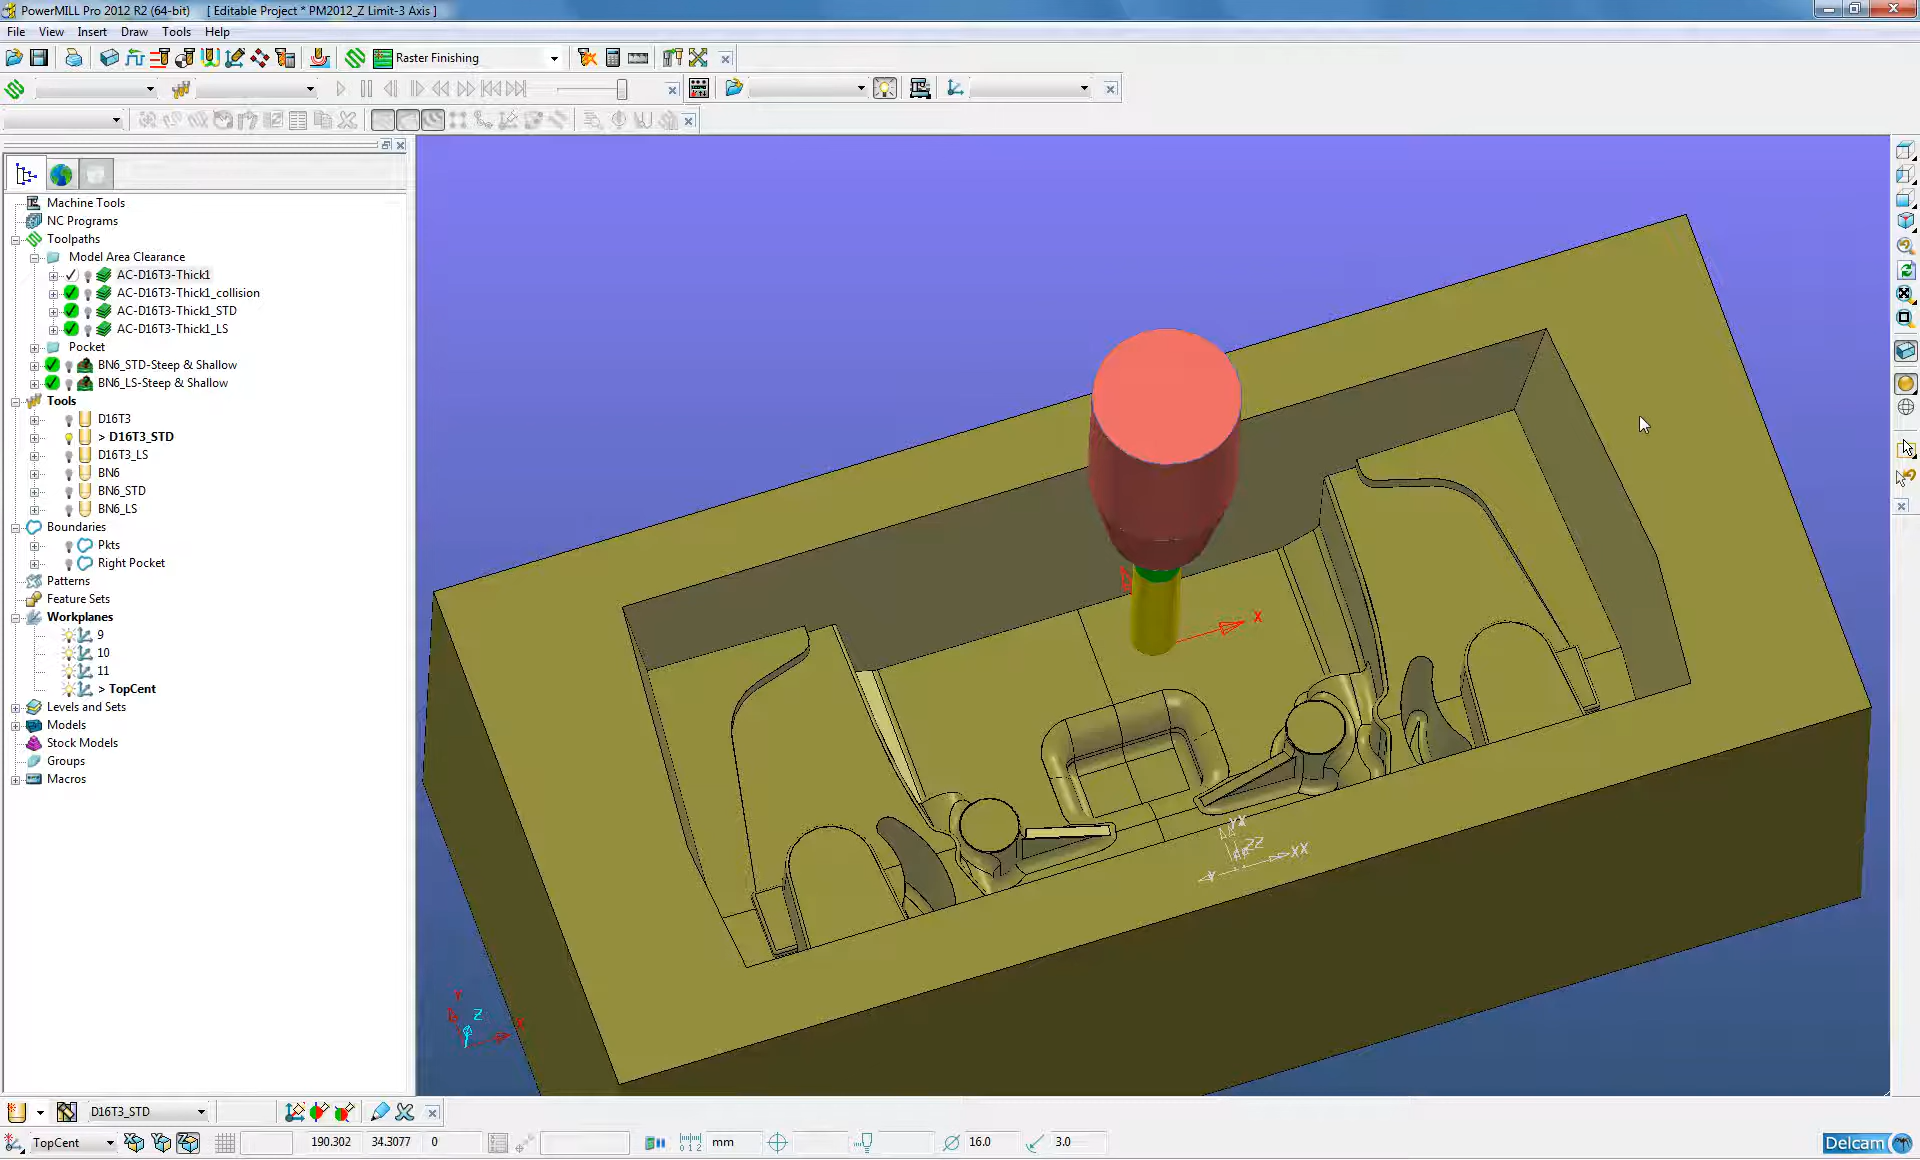 PowerMILL Pro 2012 R2 (64-bit) [ Editable Project * PM2012_Z Limit-3 Axis ]
File View Insert Draw Tools Help
Raster Finishing
Machine Tools
NC Programs
Toolpaths
Model Area Clearance
AC-D16T3-Thick1
AC-D16T3-Thick1_collision
AC-D16T3-Thick1_STD
AC-D16T3-Thick1_LS
Pocket
BN6_STD-Steep & Shallow
BN6_LS-Steep & Shallow
Tools
D16T3
> D16T3_STD
D16T3_LS
BN6
BN6_STD
BN6_LS
Boundaries
Pkts
Right Pocket
Patterns
Feature Sets
Workplanes
9
10
11
> TopCent
Levels and Sets
Models
Stock Models
Groups
Macros
X
Z
D16T3_STD
TopCent 190.302 34.3077 0 mm 16.0 3.0
Delcam